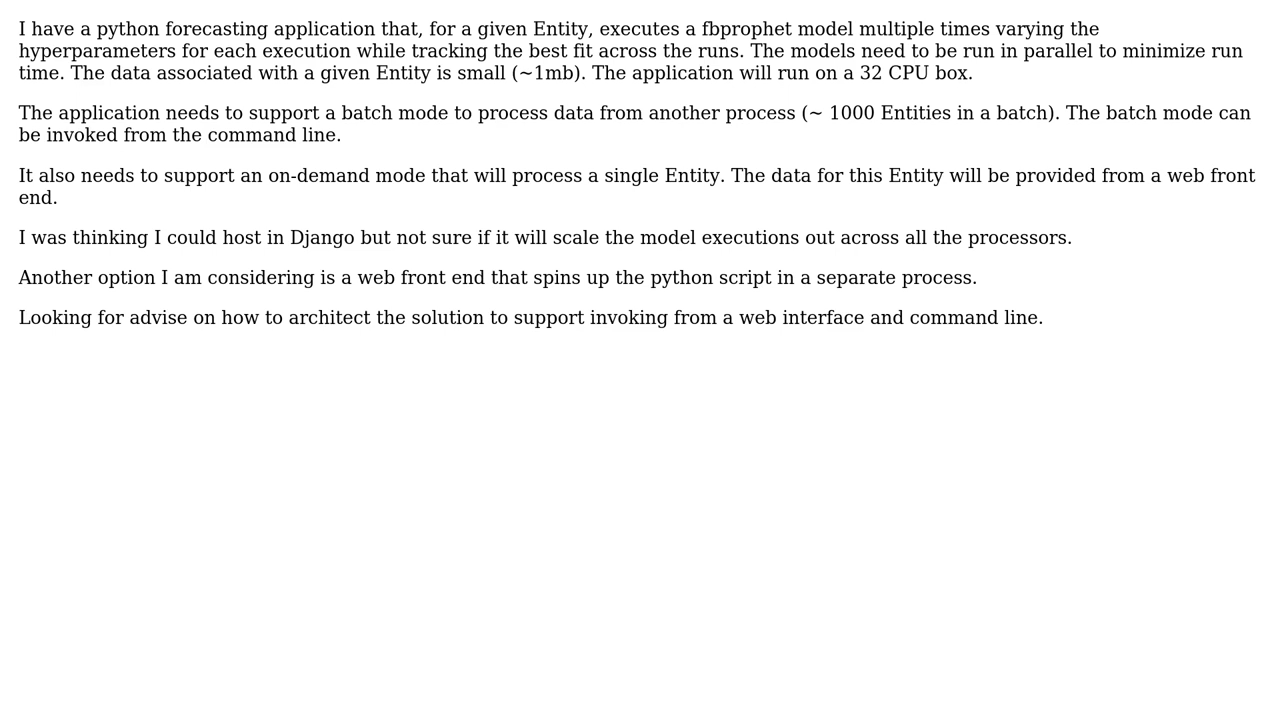 I have a python forecasting application that, for a given Entity, executes a fbprophet model multiple times varying the
hyperparameters for each execution while tracking the best fit across the runs. The models need to be run in parallel to minimize run
time. The data associated with a given Entity is small (~1mb). The application will run on a 32 CPU box.
The application needs to support a batch mode to process data from another process (~ 1000 Entities in a batch). The batch mode can
be invoked from the command line.
It also needs to support an on-demand mode that will process a single Entity. The data for this Entity will be provided from a web front
end.
I was thinking I could host in Django but not sure if it will scale the model executions out across all the processors.
Another option I am considering is a web front end that spins up the python script in a separate process.
Looking for advise on how to architect the solution to support invoking from a web interface and command line.